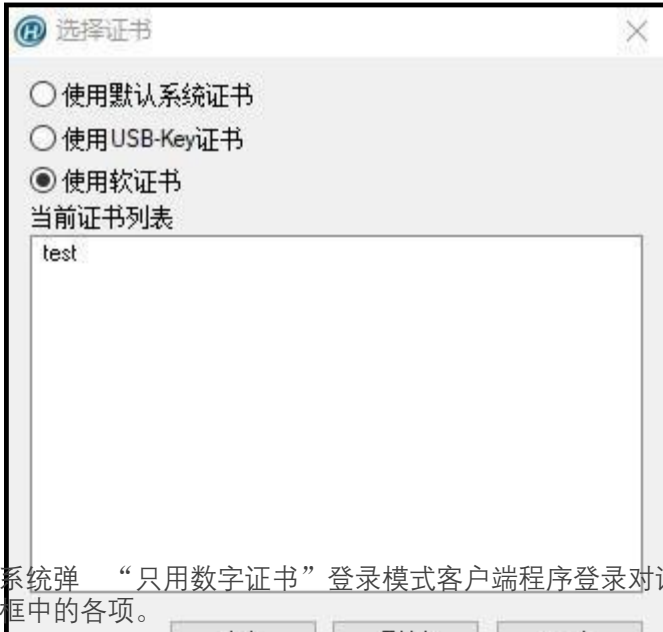 选择证书
使用默认系统证书
使用USB-Key证书
使用软证书
当前证书列表
test
系统弹 “只用数字证书”登录模式客户端程序登录对
框中的各项。